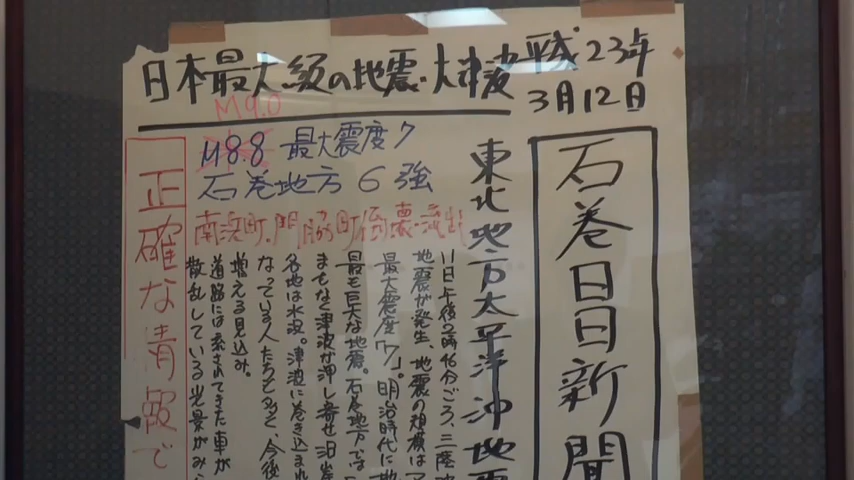 日本最大級の地震・大津波
平成23年
3月12日
石巻日日新聞
東北地方太平洋沖地震
M9.0
M8.8 最大震度7
石巻地方 6強
南浜町、門脇町倒壊・流出
11日午後2時46分ごろ、三陸沖
地震が発生、地震の規模は
最大震度「7」。明治時代に
最も巨大な地震。石巻地方では
まもなく津波が押し寄せ沿岸
各地は水没。津波に巻き込まれ
なっている人たちも多く今後
増える見込み。
道路には流されてきた車が
散乱している光景がみら
正確な情報で